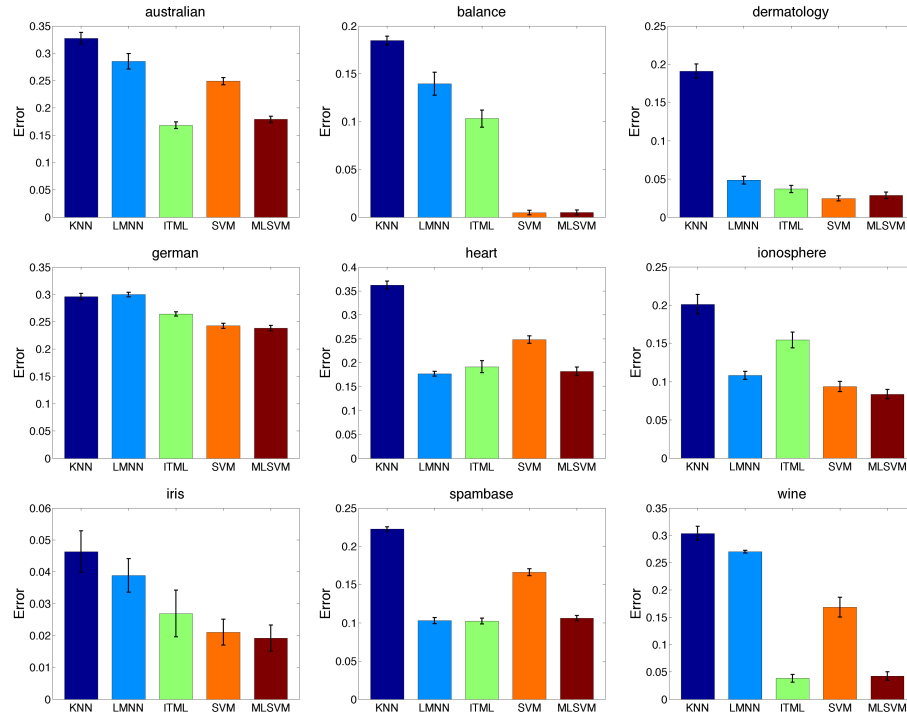 australian
Error
0.35
0.3
0.25
0.2
0.15
0.1
0.05
0
KNN LMNN ITML SVM MLSVM
balance
Error
0.2
0.15
0.1
0.05
0
KNN LMNN ITML SVM MLSVM
dermatology
Error
0.2
0.15
0.1
0.05
0
KNN LMNN ITML SVM MLSVM
german
Error
0.35
0.3
0.25
0.2
0.15
0.1
0.05
0
KNN LMNN ITML SVM MLSVM
heart
Error
0.4
0.35
0.3
0.25
0.2
0.15
0.1
0.05
0
KNN LMNN ITML SVM MLSVM
ionosphere
Error
0.25
0.2
0.15
0.1
0.05
0
KNN LMNN ITML SVM MLSVM
iris
Error
0.06
0.05
0.04
0.03
0.02
0.01
0
KNN LMNN ITML SVM MLSVM
spambase
Error
0.2
0.15
0.1
0.05
0
KNN LMNN ITML SVM MLSVM
wine
Error
0.35
0.3
0.25
0.2
0.15
0.1
0.05
0
KNN LMNN ITML SVM MLSVM